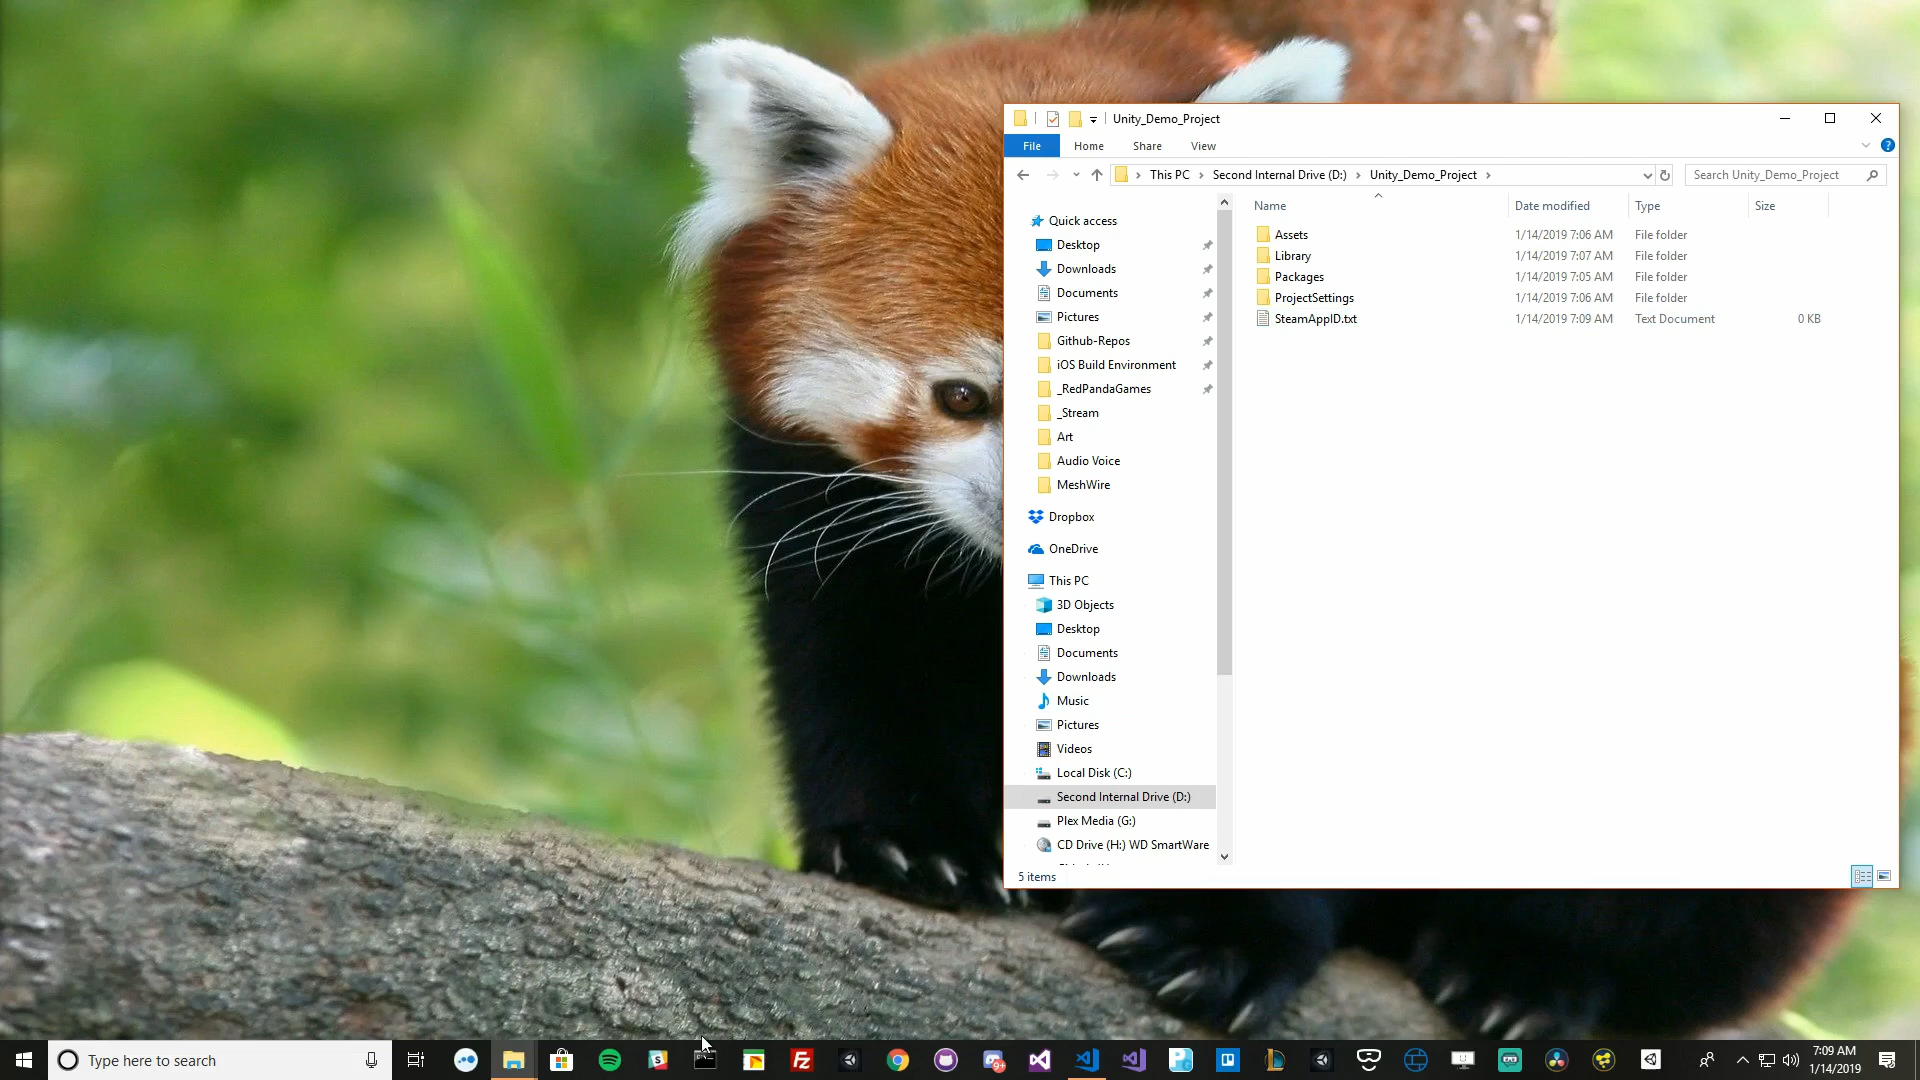 Unity_Demo_Project
File Home Share View
This PC Second Internal Drive (D:) Unity_Demo_Project
Search Unity_Demo_Project
Name Date modified Type Size
Quick access
Desktop
Downloads
Documents
Pictures
Github-Repos
iOS Build Environment
_RedPandaGames
_Stream
Art
Audio Voice
MeshWire
Dropbox
OneDrive
This PC
3D Objects
Desktop
Documents
Downloads
Music
Pictures
Videos
Local Disk (C:)
Second Internal Drive (D:)
Plex Media (G:)
CD Drive (H:) WD SmartWare
Assets 1/14/2019 7:06 AM File folder
Library 1/14/2019 7:07 AM File folder
Packages 1/14/2019 7:05 AM File folder
ProjectSettings 1/14/2019 7:06 AM File folder
SteamAppID.txt 1/14/2019 7:09 AM Text Document 0 KB
5 items
Type here to search
7:09 AM
1/14/2019